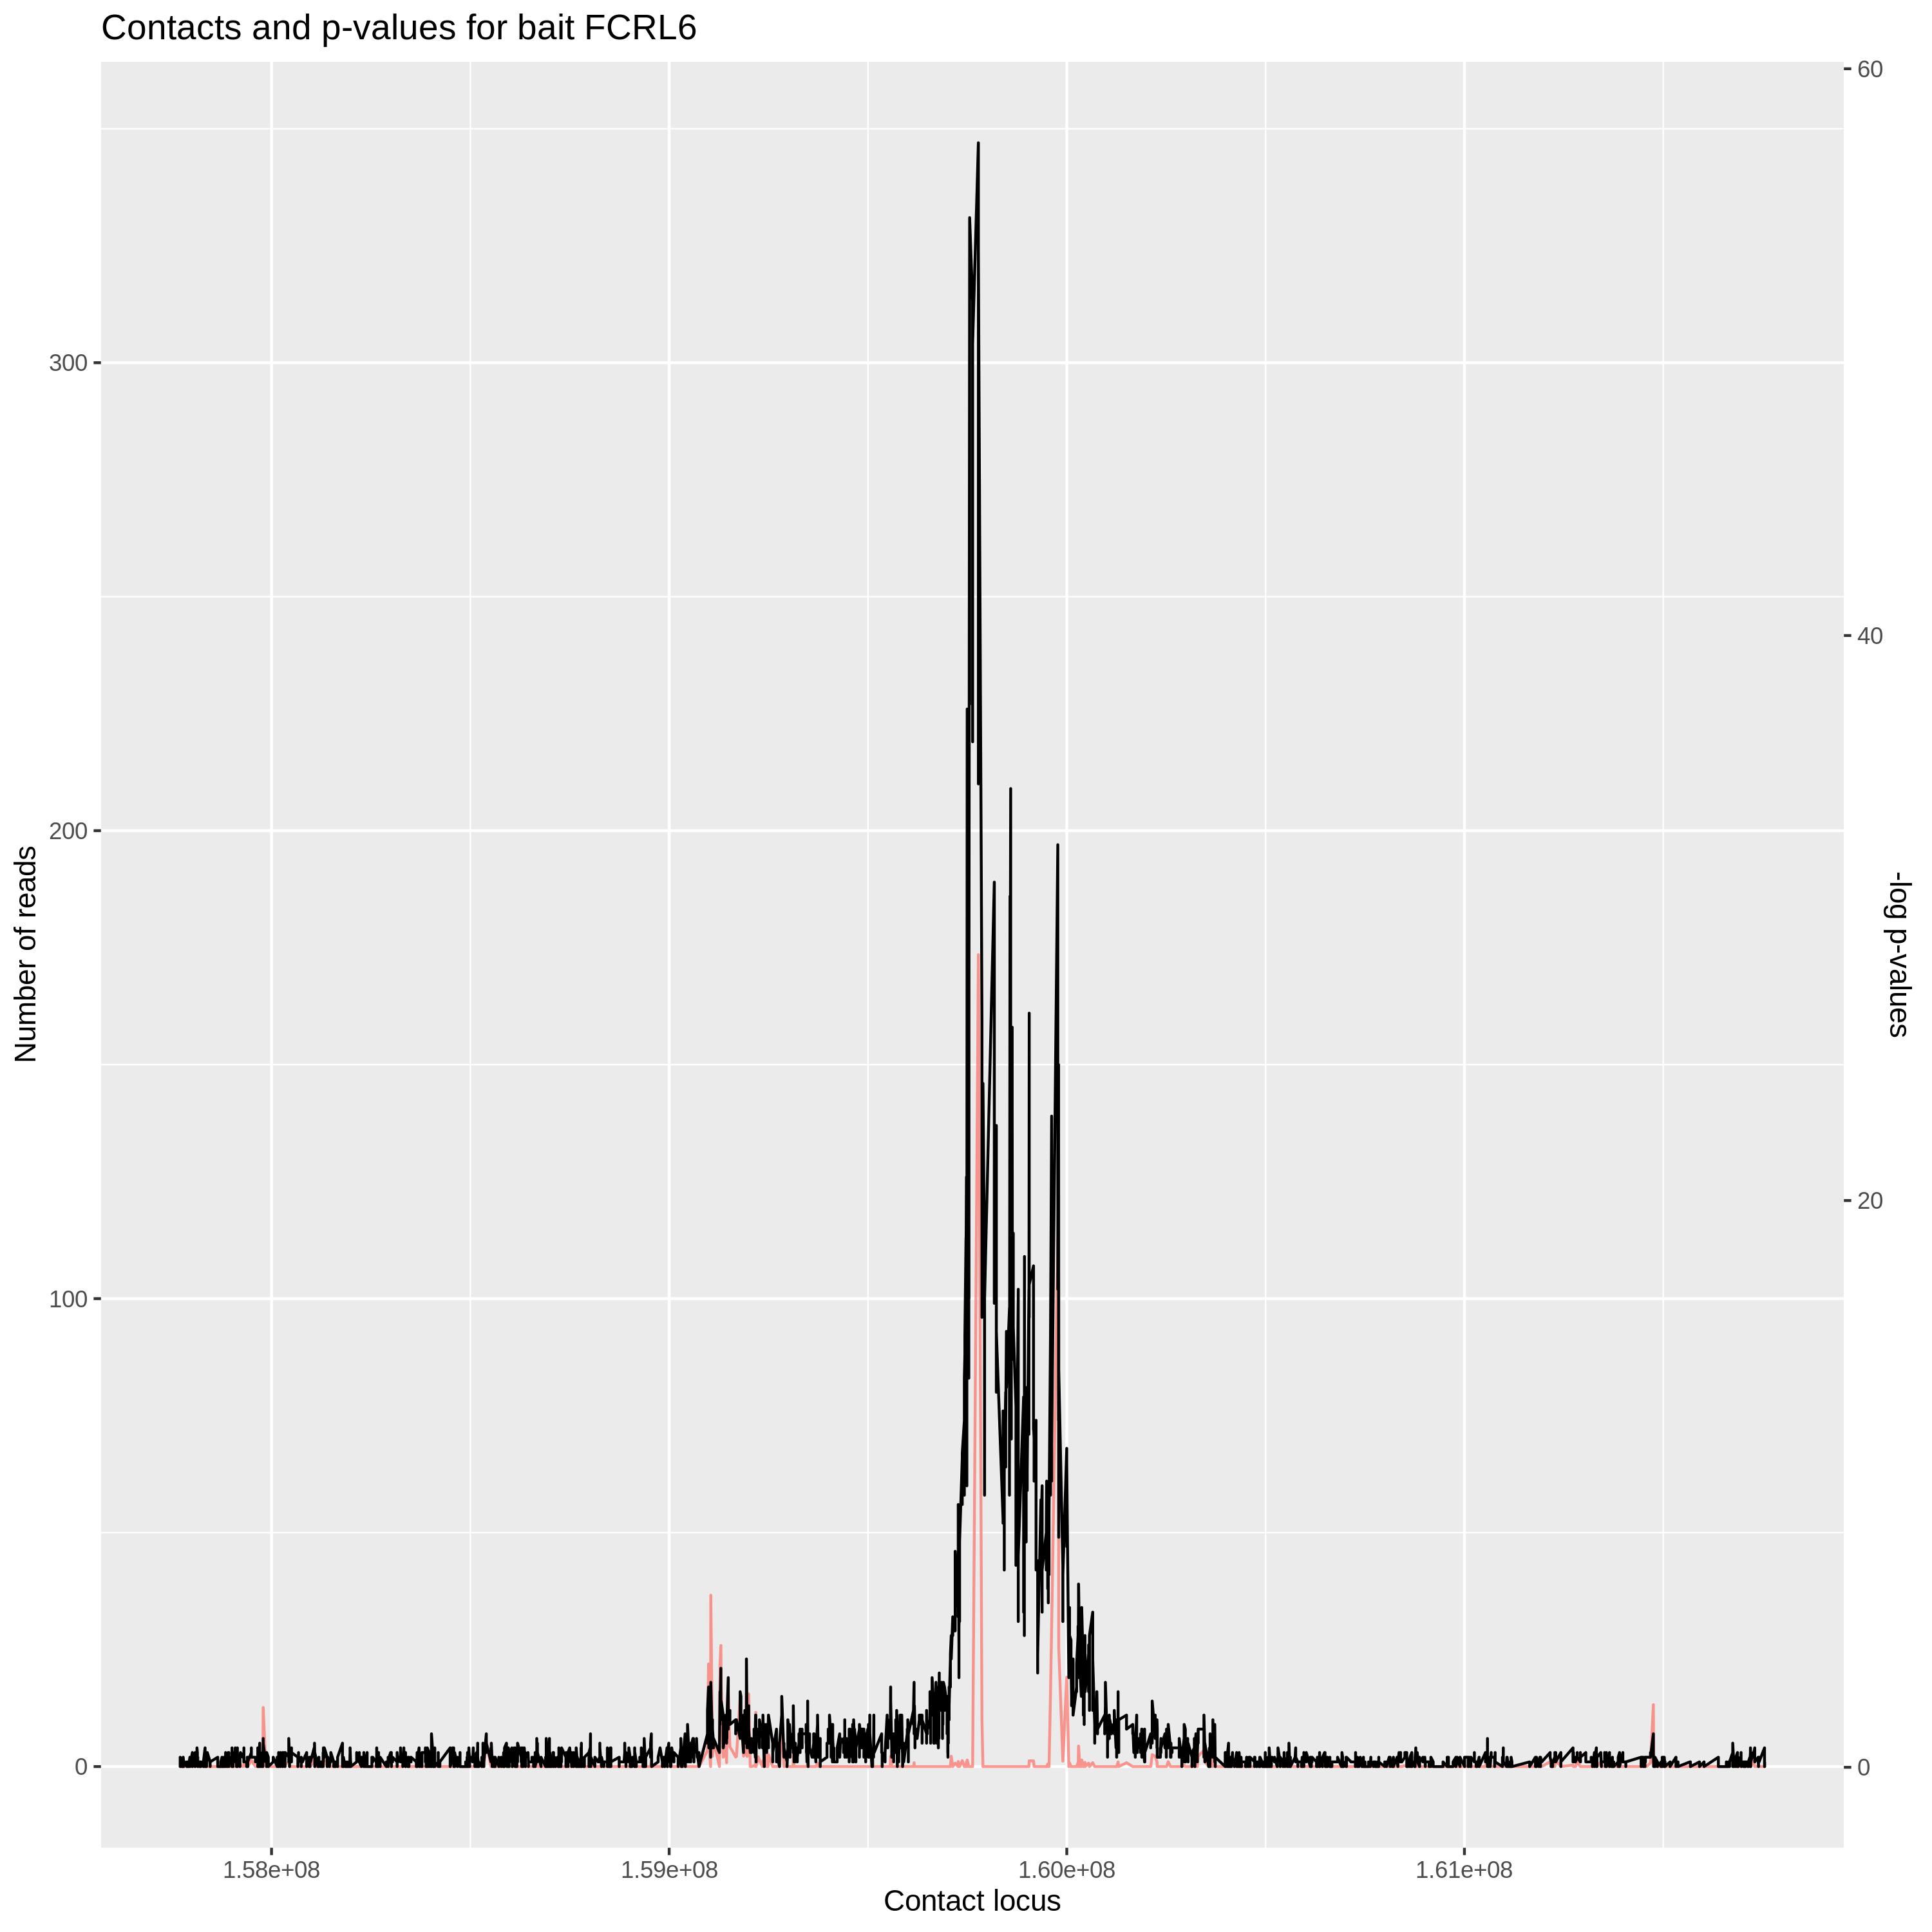 Contacts and p-values for bait FCRL6
60
300
40
200
Number of reads
-log p-values
20
100
0
0
1.58e+08 1.59e+08 1.60e+08 1.61e+08
Contact locus